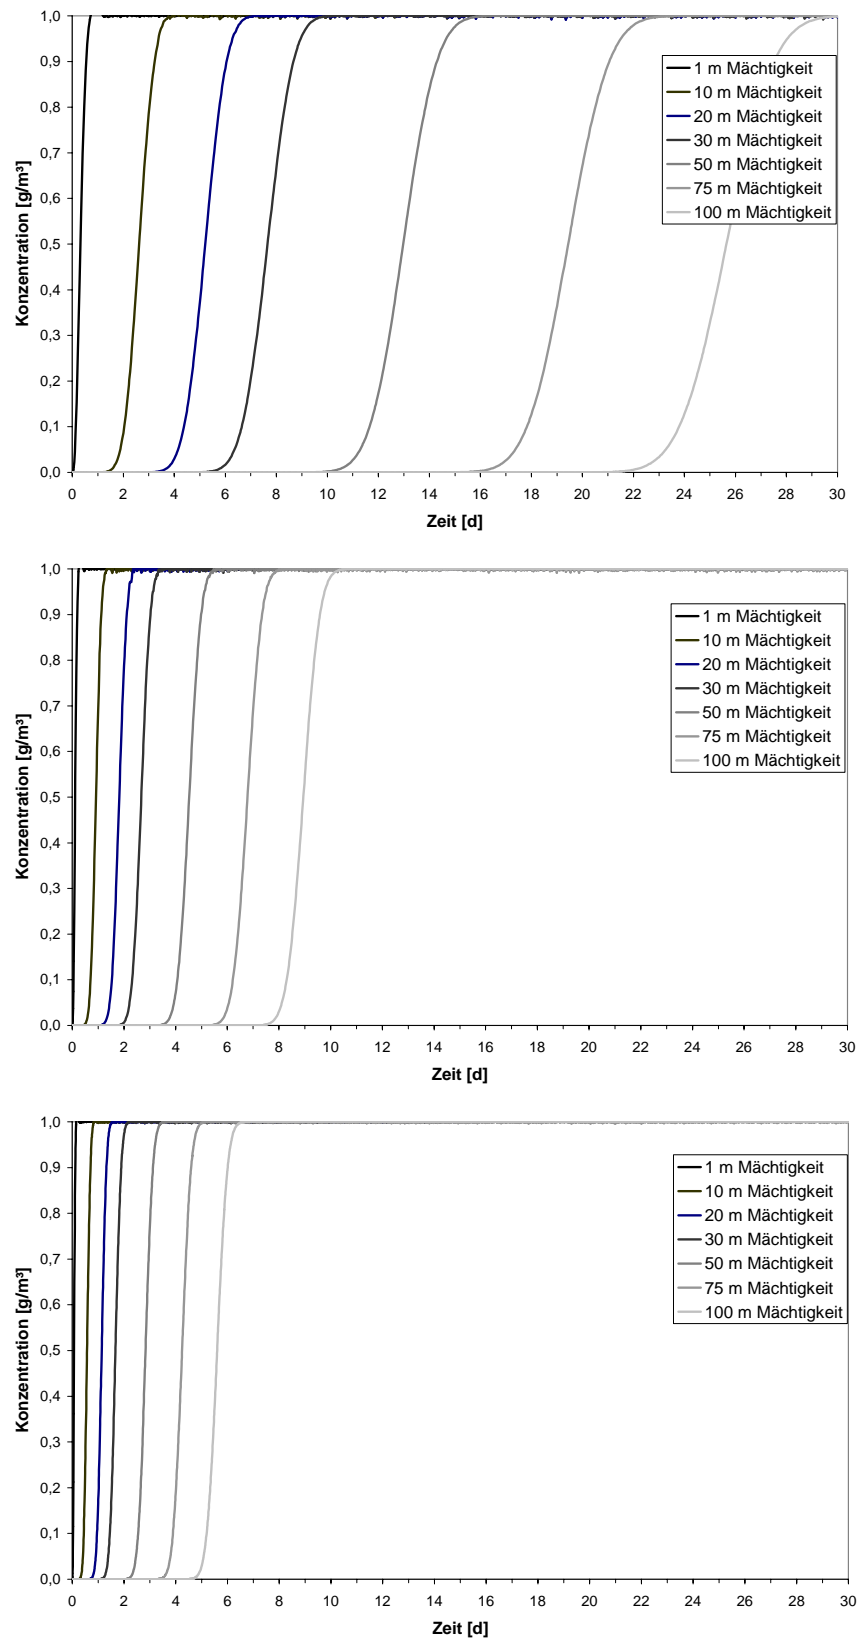 1,0
0,9
0,8
0,7
0,6
0,5
0,4
0,3
0,2
0,1
0,0
Konzentration [g/m³]
1 m Mächtigkeit
10 m Mächtigkeit
20 m Mächtigkeit
30 m Mächtigkeit
50 m Mächtigkeit
75 m Mächtigkeit
100 m Mächtigkeit
0 2 4 6 8 10 12 14 16 18 20 22 24 26 28 30
Zeit [d]
1,0
0,9
0,8
0,7
0,6
0,5
0,4
0,3
0,2
0,1
0,0
Konzentration [g/m³]
1 m Mächtigkeit
10 m Mächtigkeit
20 m Mächtigkeit
30 m Mächtigkeit
50 m Mächtigkeit
75 m Mächtigkeit
100 m Mächtigkeit
0 2 4 6 8 10 12 14 16 18 20 22 24 26 28 30
Zeit [d]
1,0
0,9
0,8
0,7
0,6
0,5
0,4
0,3
0,2
0,1
0,0
Konzentration [g/m³]
1 m Mächtigkeit
10 m Mächtigkeit
20 m Mächtigkeit
30 m Mächtigkeit
50 m Mächtigkeit
75 m Mächtigkeit
100 m Mächtigkeit
0 2 4 6 8 10 12 14 16 18 20 22 24 26 28 30
Zeit [d]